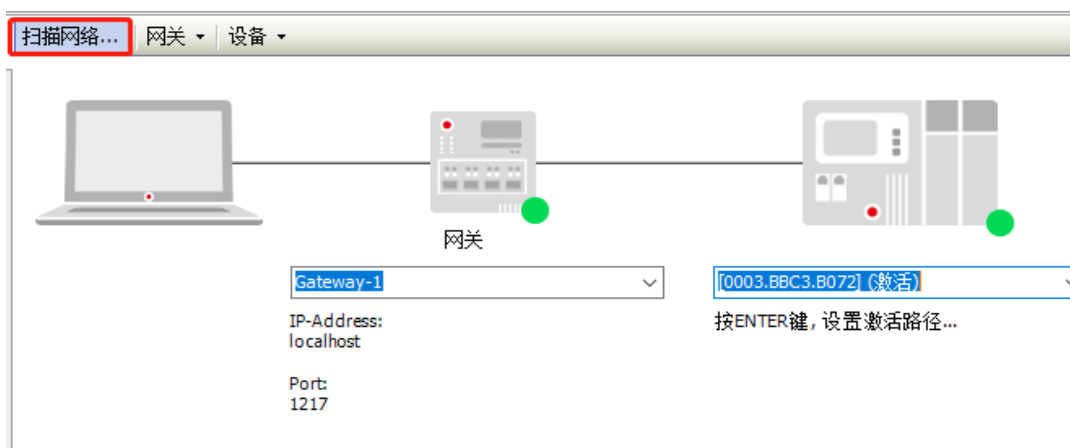 扫描网络... 网关 设备
网关
Gateway-1 [0003.BBC3.B072] (激活)
IP-Address: 按ENTER键, 设置激活路径...
localhost
Port:
1217